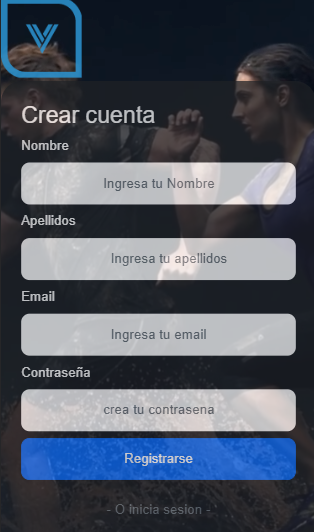 Crear cuenta
Nombre
Ingresa tu Nombre
Apellidos
Ingresa tu apellidos
Email
Ingresa tu email
Contraseña
crea tu contrasena
Registrarse
- O Inicia sesion -